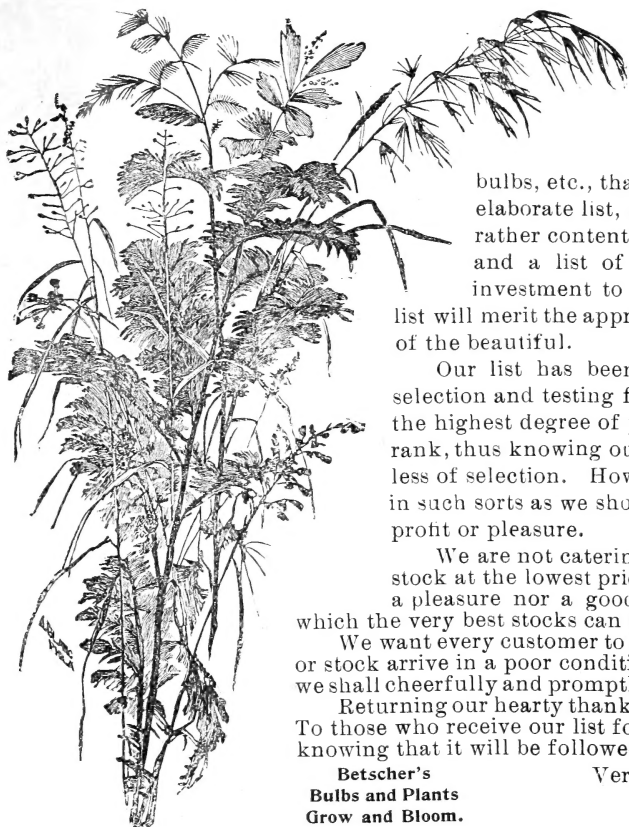 bulbs, etc., tha
elaborate list,
rather content
and a list of
investment to
list will merit the appr
of the beautiful.
Our list has been
selection and testing f
the highest degree of
rank, thus knowing ou
less of selection. How
in such sorts as we sho
profit or pleasure.
We are not caterin
stock at the lowest pri
a pleasure nor a good
which the very best stocks can
We want every customer to
or stock arrive in a poor conditi
we shall cheerfully and prompt
Returning our hearty thank
To those who receive our list fo
knowing that it will be followe
Betscher's
Bulbs and Plants
Grow and Bloom.
Ver